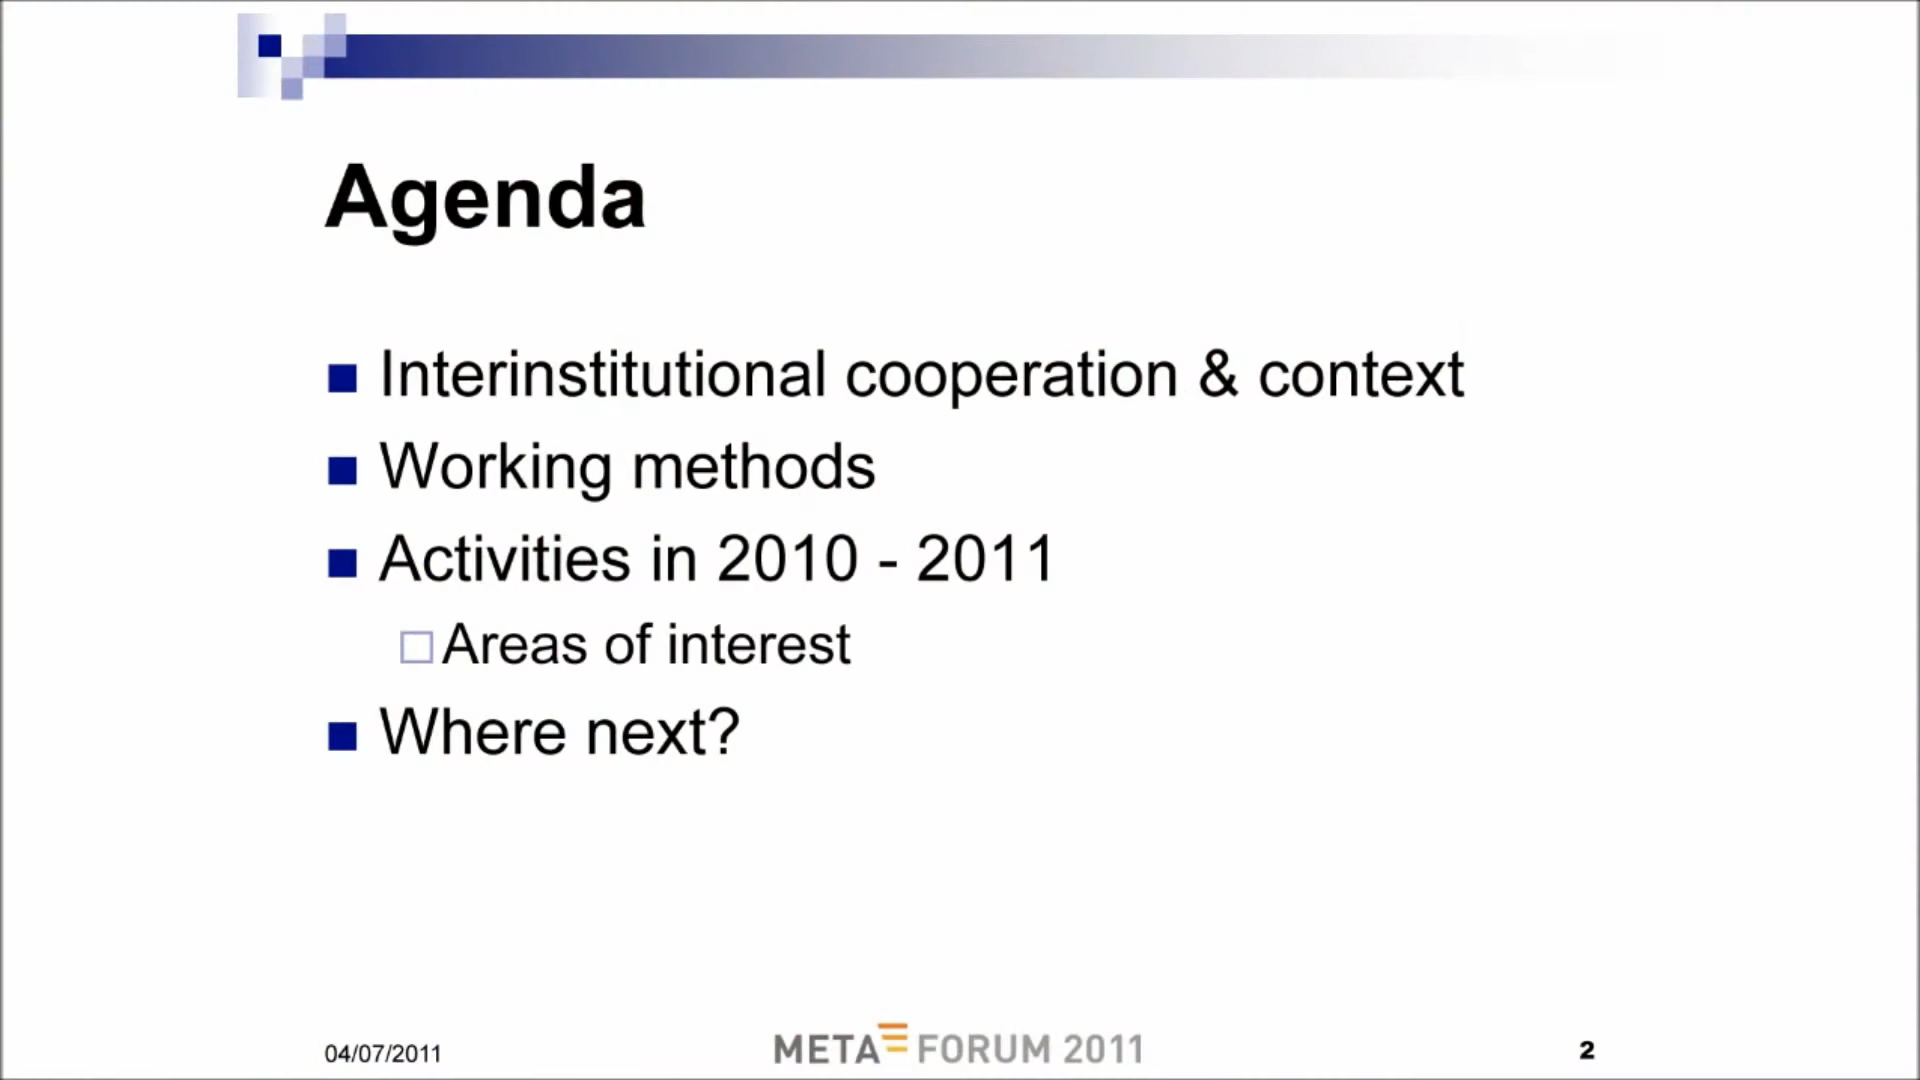 Agenda
Interinstitutional cooperation & context
Working methods
Activities in 2010 - 2011
Areas of interest
Where next?
04/07/2011
META FORUM 2011
2